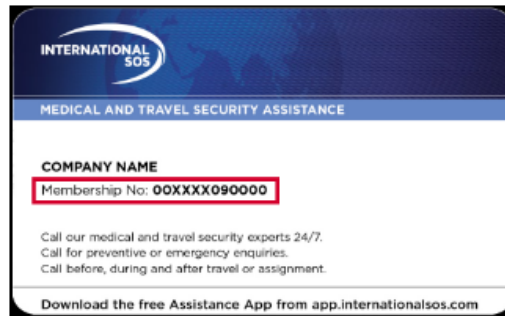 INTERNATIONAL
SOS
MEDICAL AND TRAVEL SECURITY ASSISTANCE
COMPANY NAME
Membership No: 00XXXX090000
Call our medical and travel security experts 24/7.
Call for preventive or emergency enquiries.
Call before, during and after travel or assignment.
Download the free Assistance App from app.internationalsos.com